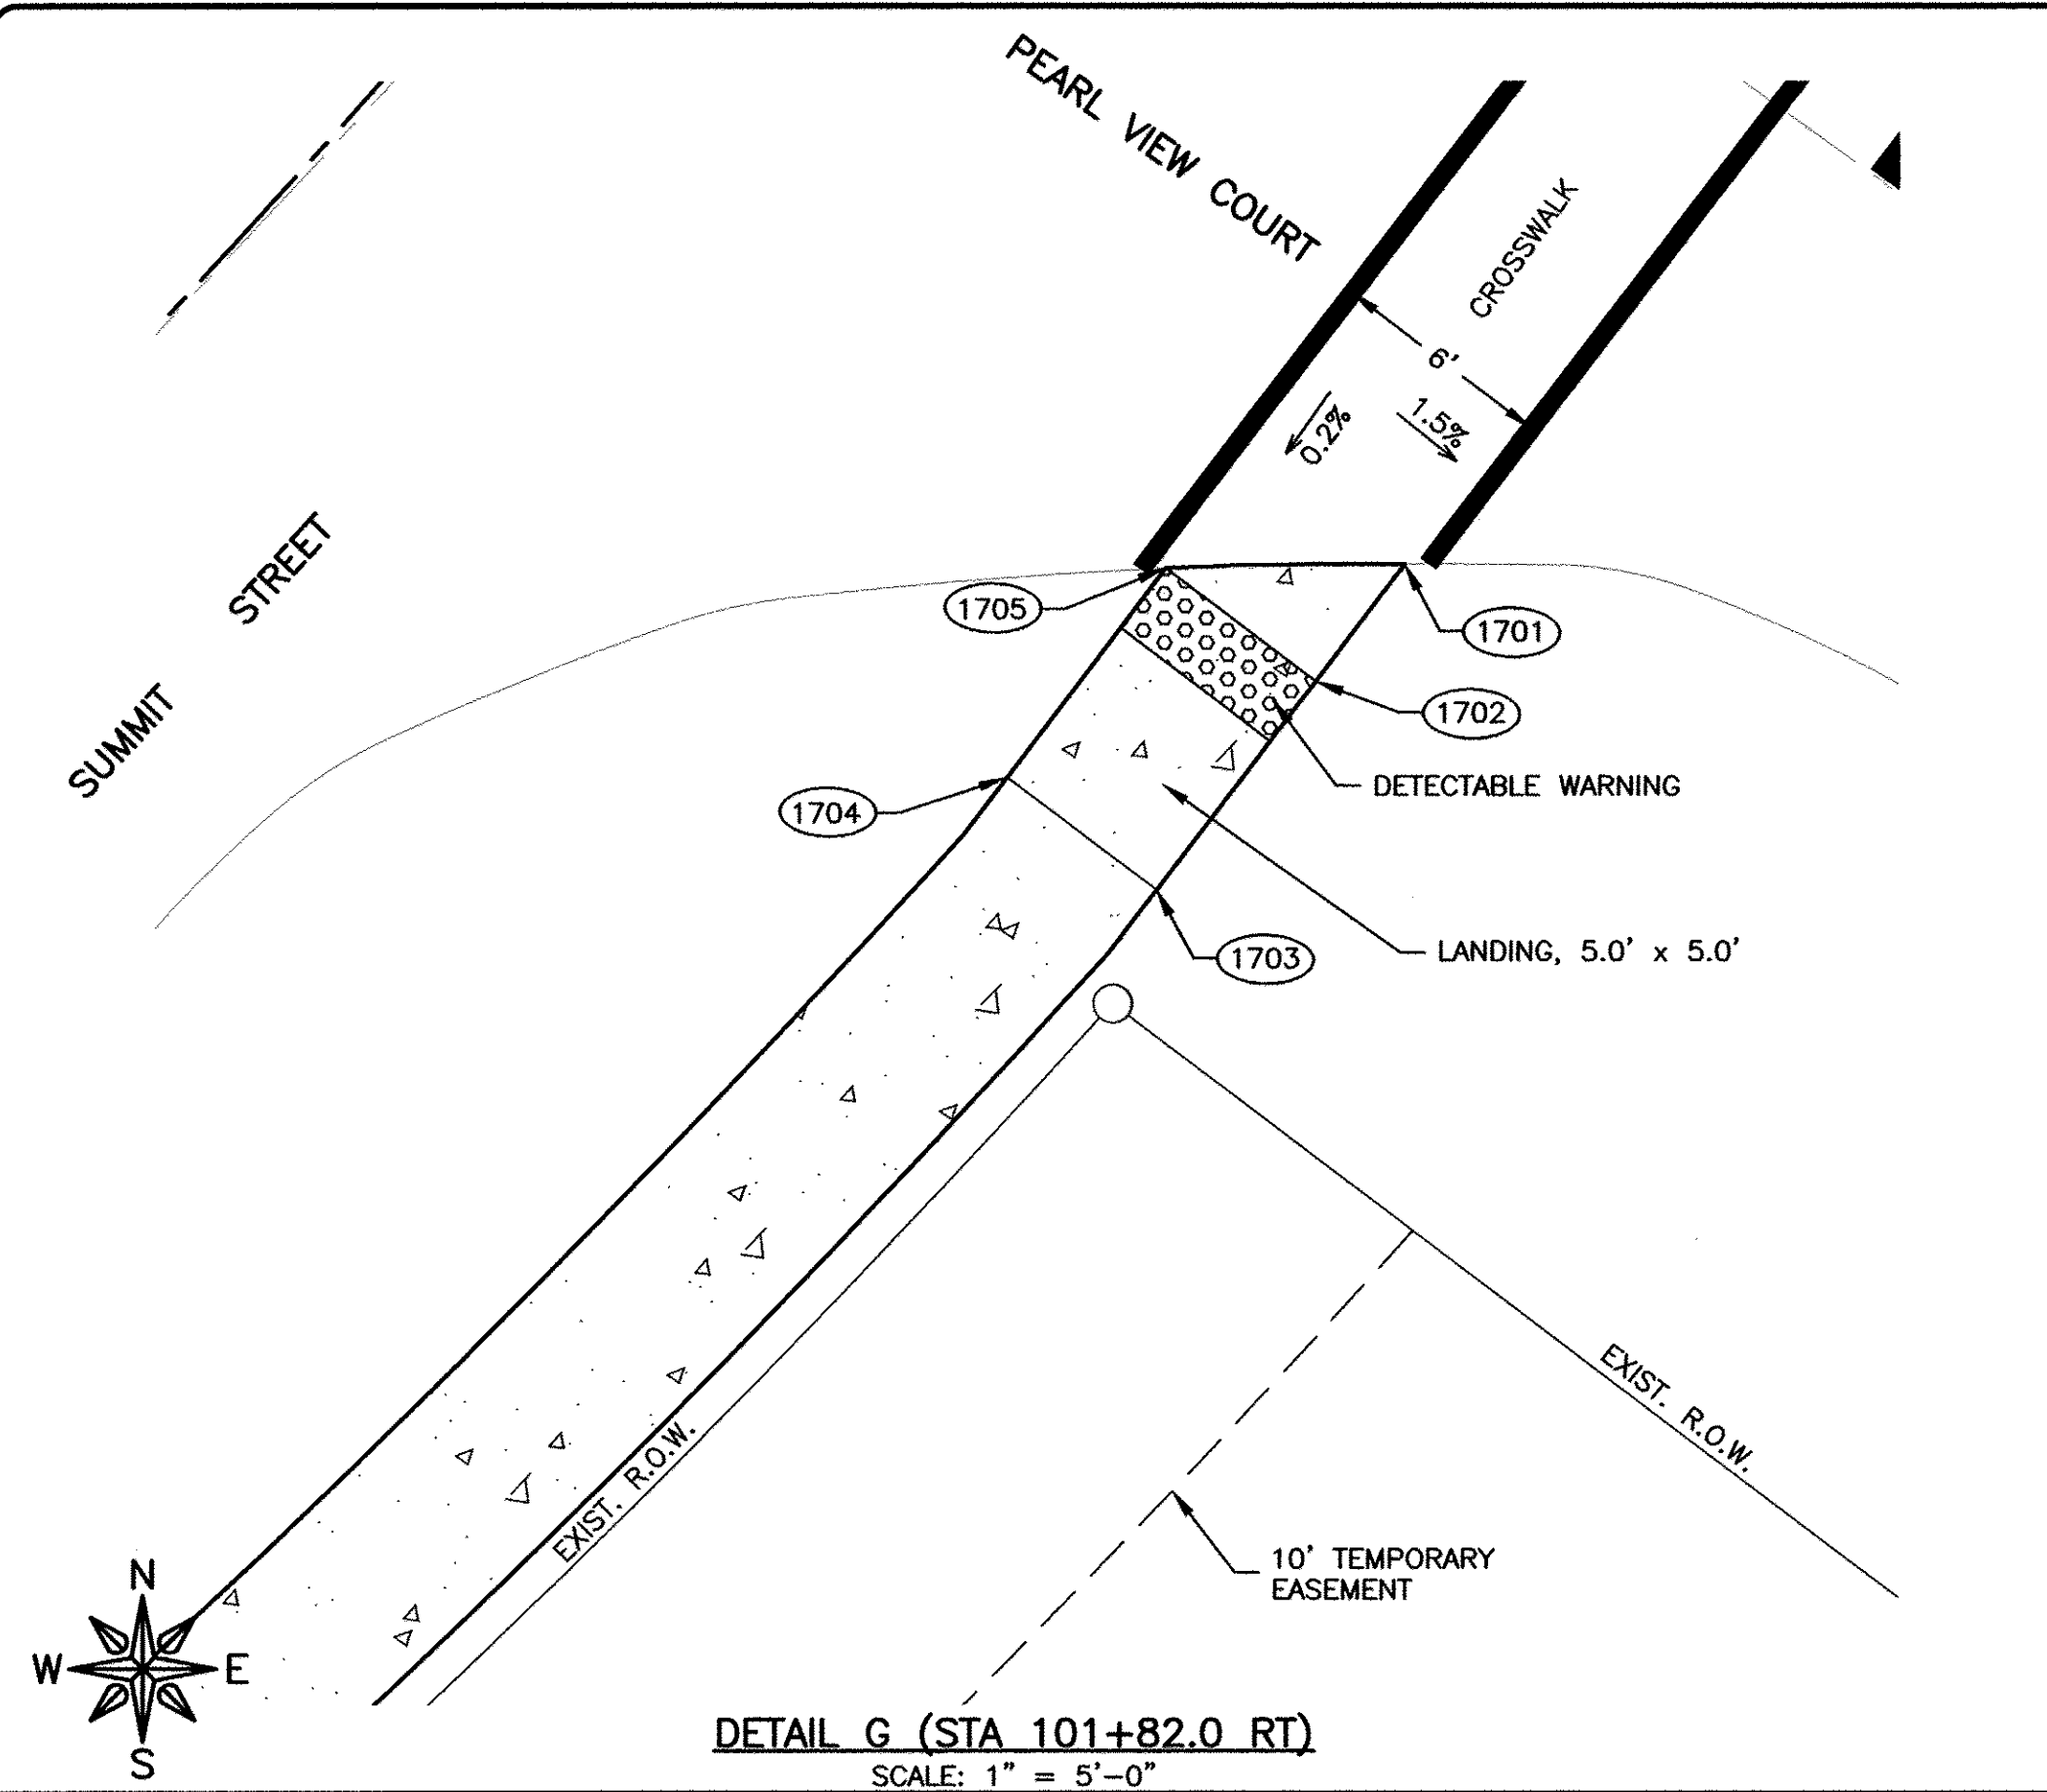 PEARL VIEW COURT
CROSSWALK
6'
0.2%
1.5%
SUMMIT STREET
1705
1701
1702
DETECTABLE WARNING
1704
LANDING, 5.0' x 5.0'
1703
EXIST. R.O.W.
EXIST. R.O.W.
10' TEMPORARY
EASEMENT
N
W E
S
DETAIL G (STA 101+82.0 RT)
SCALE: 1" = 5'-0"